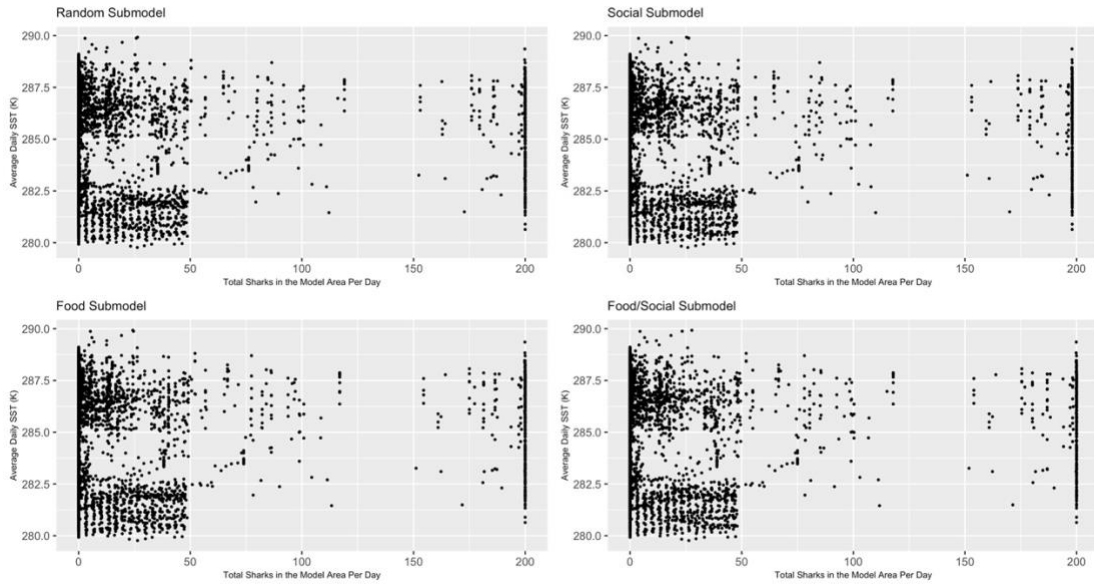 Random Submodel
Social Submodel
290.0
287.5
285.0
282.5
280.0
Average Daily SST (K)
0 50 100 150 200
Total Sharks in the Model Area Per Day
290.0
287.5
285.0
282.5
280.0
Average Daily SST (K)
0 50 100 150 200
Total Sharks in the Model Area Per Day
Food Submodel
Food/Social Submodel
290.0
287.5
285.0
282.5
280.0
Average Daily SST (K)
0 50 100 150 200
Total Sharks in the Model Area Per Day
290.0
287.5
285.0
282.5
280.0
Average Daily SST (K)
0 50 100 150 200
Total Sharks in the Model Area Per Day